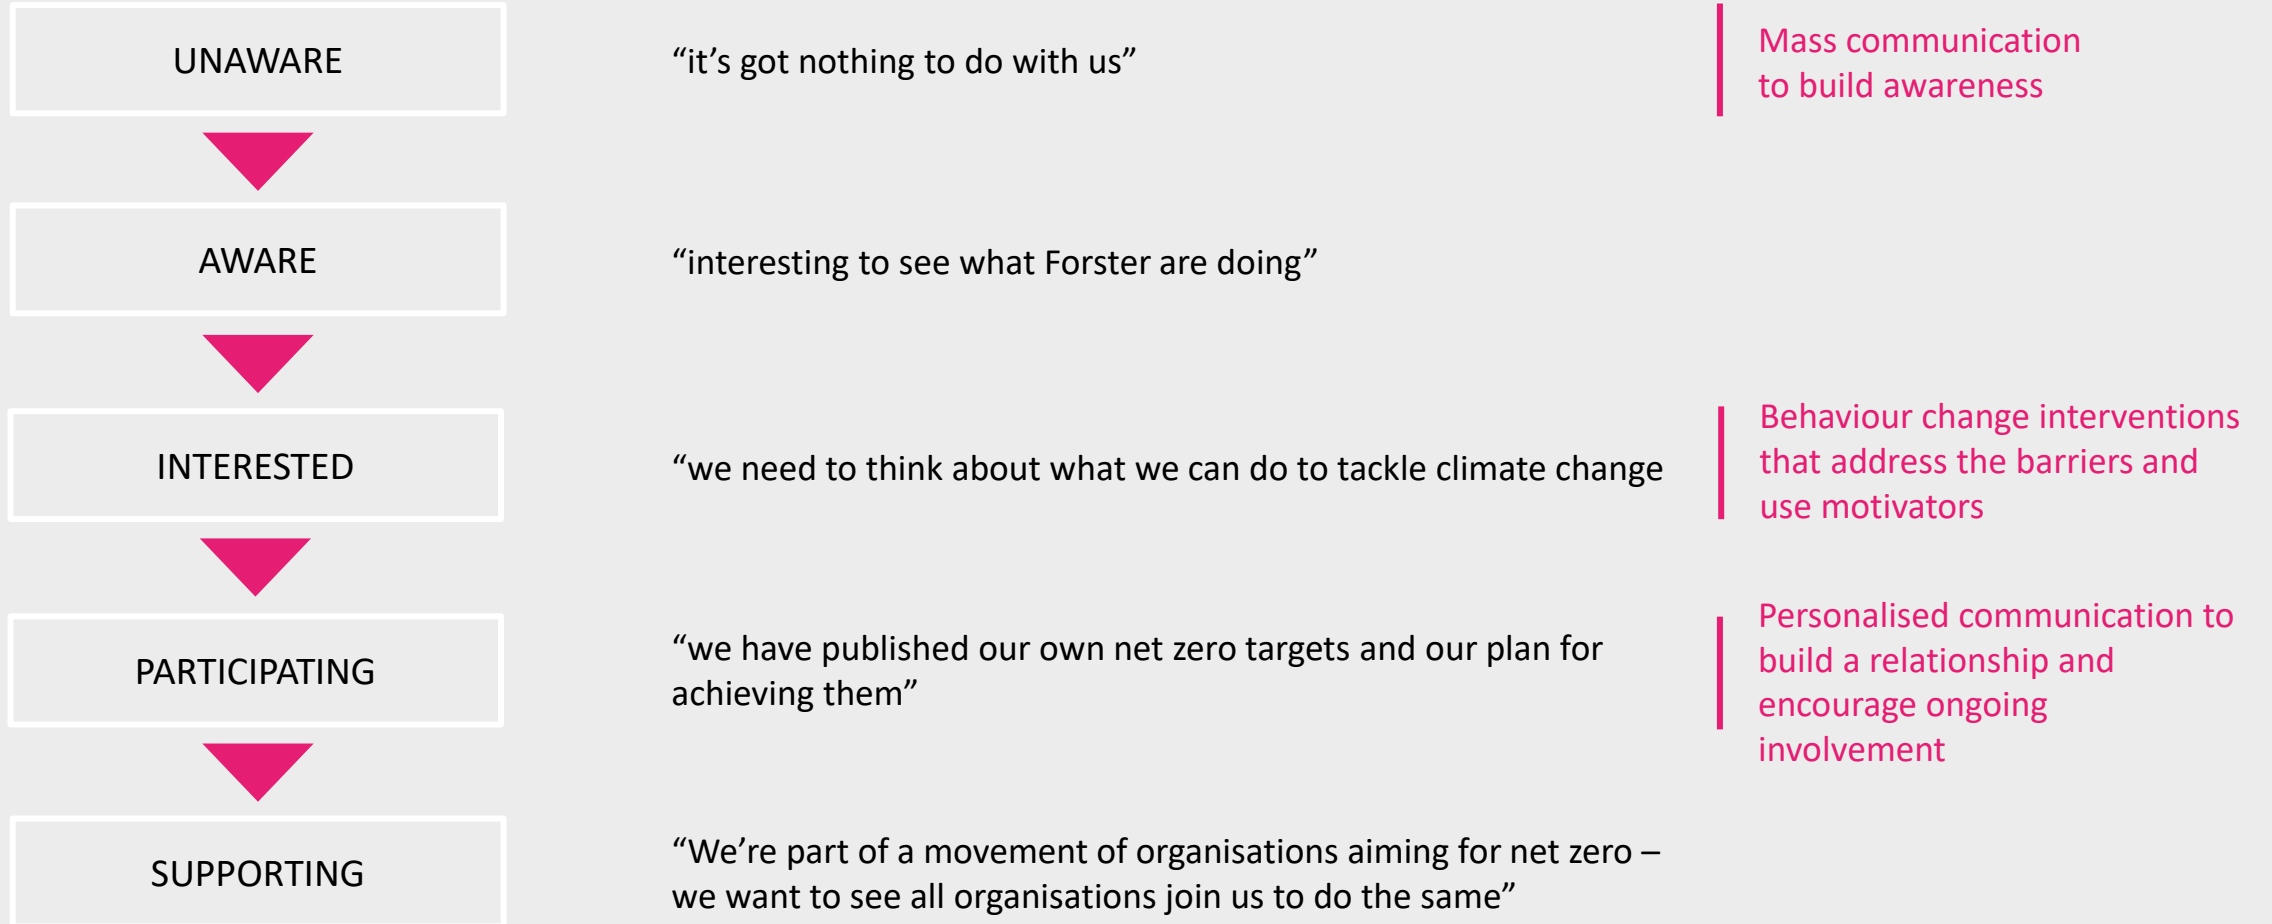 UNAWARE
“it’s got nothing to do with us”
Mass communication
to build awareness
AWARE
“interesting to see what Forster are doing”
INTERESTED
“we need to think about what we can do to tackle climate change
Behaviour change interventions
that address the barriers and
use motivators
PARTICIPATING
“we have published our own net zero targets and our plan for
achieving them”
Personalised communication to
build a relationship and
encourage ongoing
involvement
SUPPORTING
“We’re part of a movement of organisations aiming for net zero –
we want to see all organisations join us to do the same”